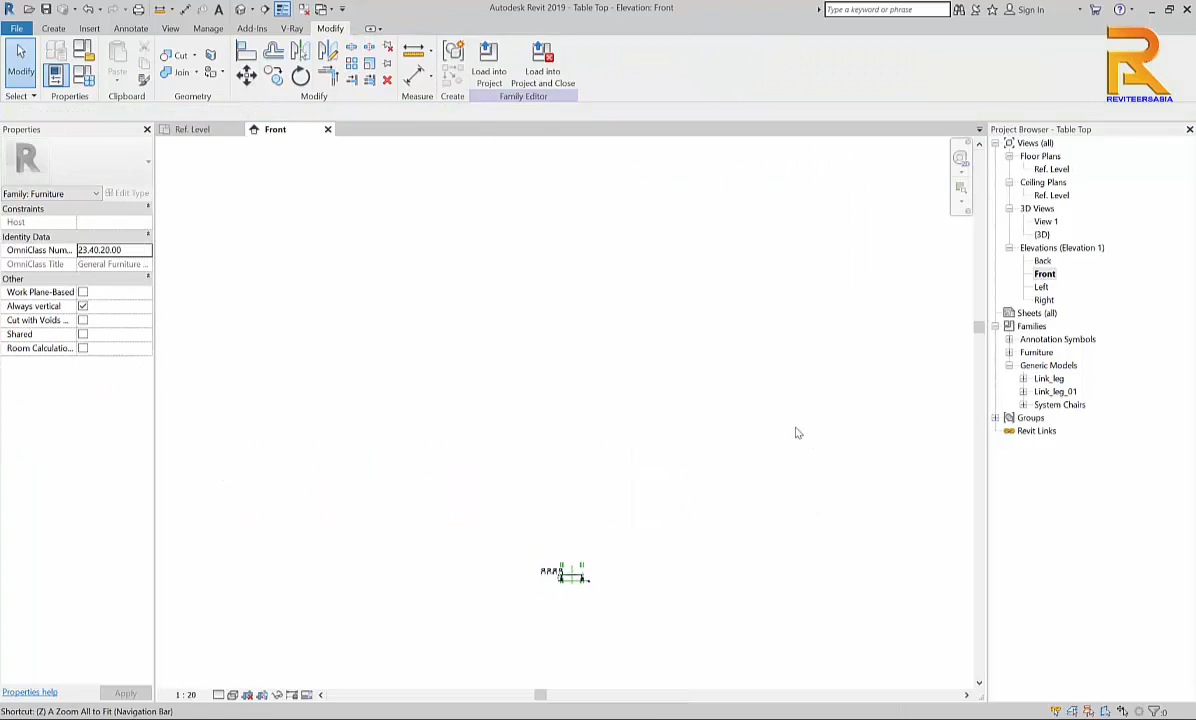 Autodesk Revit 2019 - Table Top - Elevation: Front
Type a keyword or phrase
Sign In
File Create Insert Annotate View Manage Add-Ins V-Ray Modify
Modify
Cut
Join
Paste
Load into Project
Load into Project and Close
Select Properties Clipboard Geometry Modify Measure Create Family Editor
REVITEERSASIA
Properties
Ref. Level
Front
Project Browser - Table Top
Family: Furniture
Edit Type
Constraints
Host
Identity Data
OmniClass Num... 23.40.20.00
OmniClass Title General Furniture ...
Other
Work Plane-Based
Always vertical
Cut with Voids ...
Shared
Room Calculatio...
Views (all)
Floor Plans
Ref. Level
Ceiling Plans
Ref. Level
3D Views
View 1
{3D}
Elevations (Elevation 1)
Back
Front
Left
Right
Sheets (all)
Families
Annotation Symbols
Furniture
Generic Models
Link_leg
Link_leg_01
System Chairs
Groups
Revit Links
Properties help
Apply
1 : 20
Shortcut: (Z) A Zoom All to Fit (Navigation Bar)
:0